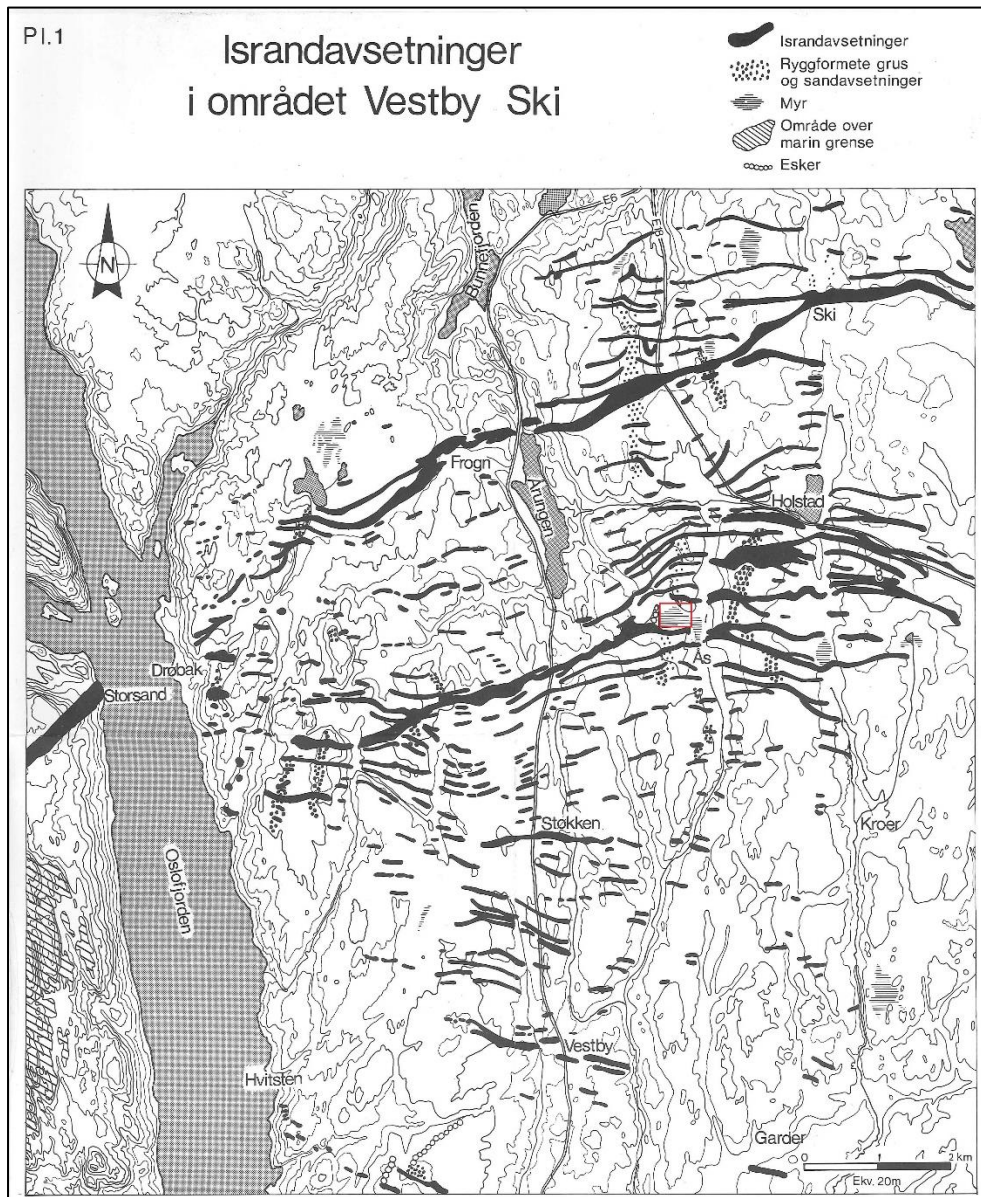 Pl.1
Israndavsetninger
i området Vestby Ski
Israndavsetninger
Ryggformete grus
og sandavsetninger
Myr
Område over
marin grense
Esker
N
Bunnefjorden
E6
E18
Ski
Frogn
Årungen
Holstad
Ås
Drøbak
Storsand
Støkken
Kroer
Oslofjorden
Vestby
Hvitsten
Garder
0 1 2 km
Ekv. 20m